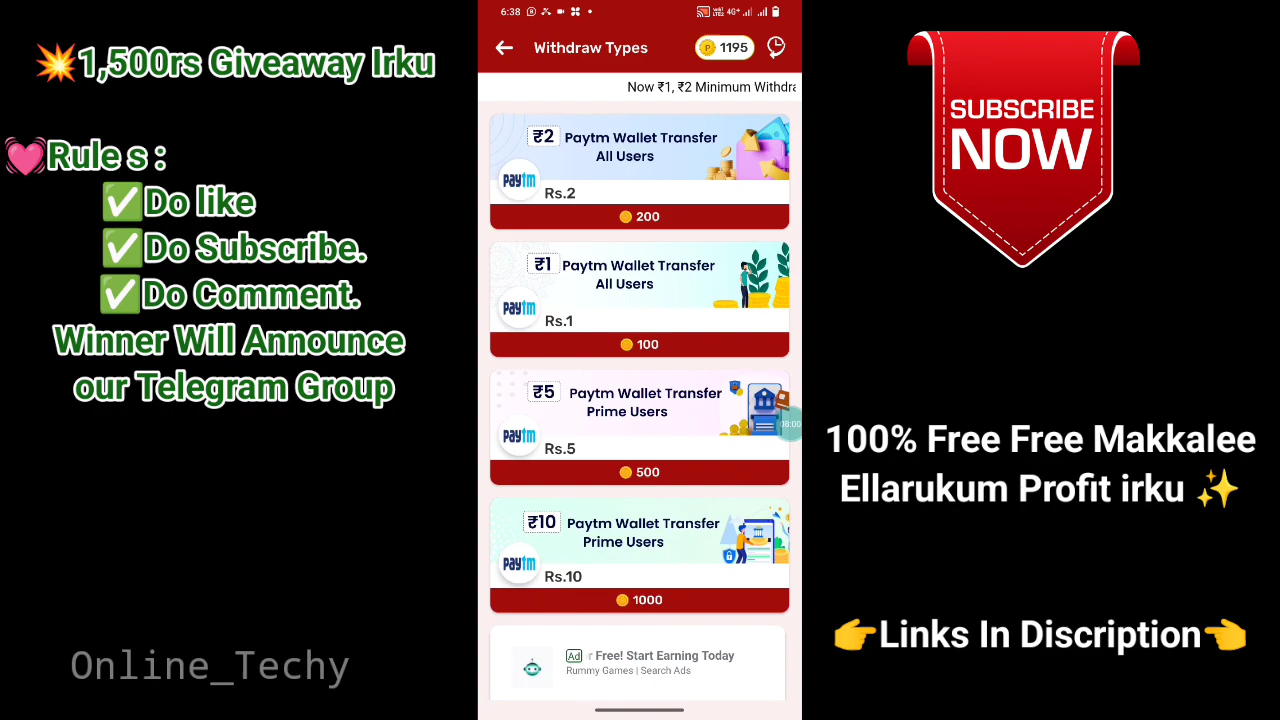 💥1,500rs Giveaway Irku
💓Rule s :
✅Do like
✅Do Subscribe.
✅Do Comment.
Winner Will Announce
our Telegram Group
Online_Techy
6:38
4G+
Withdraw Types
P 1195
Now ₹1, ₹2 Minimum Withdra
₹2 Paytm Wallet Transfer
All Users
paytm
Rs.2
200
₹1 Paytm Wallet Transfer
All Users
paytm
Rs.1
100
₹5 Paytm Wallet Transfer
Prime Users
paytm
Rs.5
500
08:00
₹10 Paytm Wallet Transfer
Prime Users
paytm
Rs.10
1000
Ad r Free! Start Earning Today
Rummy Games | Search Ads
SUBSCRIBE
NOW
100% Free Free Makkalee
Ellarukum Profit irku ✨
👉Links In Discription👈